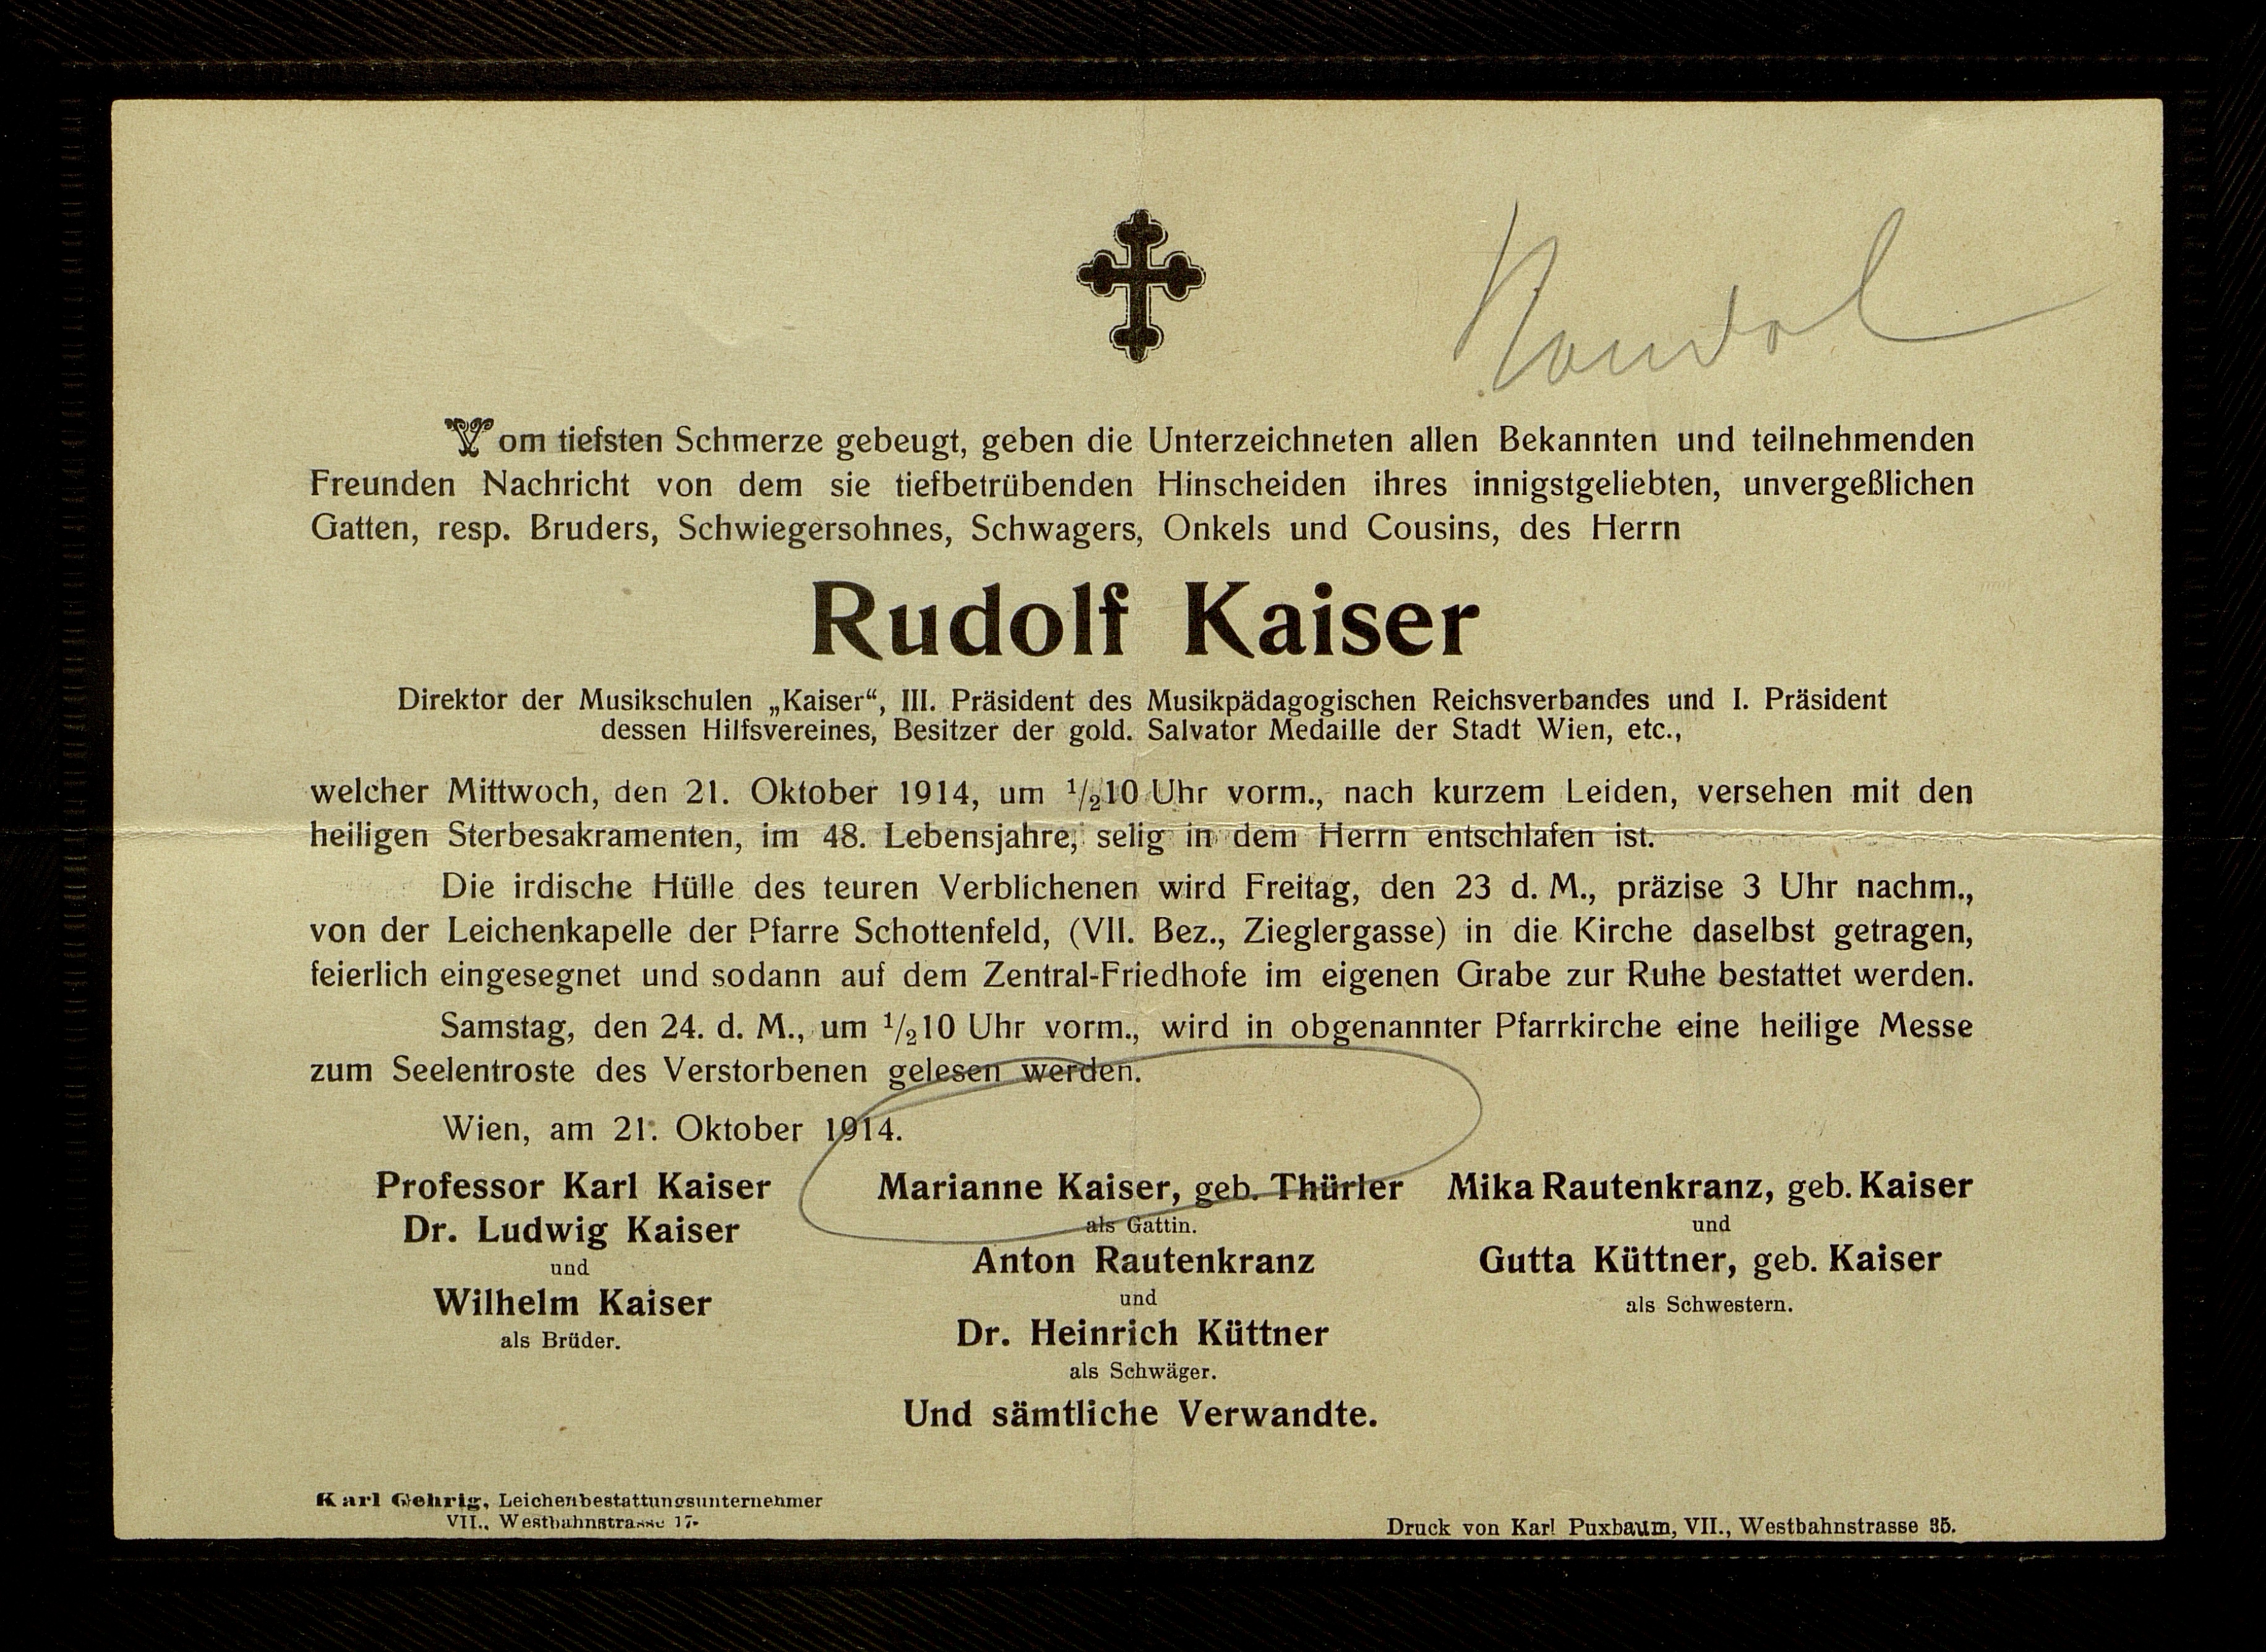 Vom tiefsten Schmerze gebeugt, geben die Unterzeichneten allen Bekannten und teilnehmenden
Freunden Nachricht von dem sie tiefbetrübenden Hinscheiden ihres innigstgeliebten, unvergeßlichen
Gatten, resp. Bruders, Schwiegersohnes, Schwagers, Onkels und Cousins, des Herrn
Rudolf Kaiser
Direktor der Musikschulen „Kaiser“, III. Präsident des Musikpädagogischen Reichsverbandes und I. Präsident
dessen Hilfsvereines, Besitzer der gold. Salvator Medaille der Stadt Wien, etc.,
welcher Mittwoch, den 21. Oktober 1914, um 1/2 10 Uhr vorm., nach kurzem Leiden, versehen mit den
heiligen Sterbesakramenten, im 48. Lebensjahre, selig in dem Herrn entschlafen ist.
Die irdische Hülle des teuren Verblichenen wird Freitag, den 23 d. M., präzise 3 Uhr nachm.,
von der Leichenkapelle der Pfarre Schottenfeld, (VII. Bez., Zieglergasse) in die Kirche daselbst getragen,
feierlich eingesegnet und sodann auf dem Zentral-Friedhofe im eigenen Grabe zur Ruhe bestattet werden.
Samstag, den 24. d. M., um 1/2 10 Uhr vorm., wird in obgenannter Pfarrkirche eine heilige Messe
zum Seelentroste des Verstorbenen gelesen werden.
Wien, am 21. Oktober 1914.
Professor Karl Kaiser
Dr. Ludwig Kaiser
und
Wilhelm Kaiser
als Brüder.
Marianne Kaiser, geb. Thürler
als Gattin.
Anton Rautenkranz
und
Dr. Heinrich Küttner
als Schwäger.
Und sämtliche Verwandte.
Mika Rautenkranz, geb. Kaiser
und
Gutta Küttner, geb. Kaiser
als Schwestern.
Karl Gehrig, Leichenbestattungsunternehmer
VII., Westbahnstrasse 17.
Druck von Karl Puxbaum, VII., Westbahnstrasse 35.